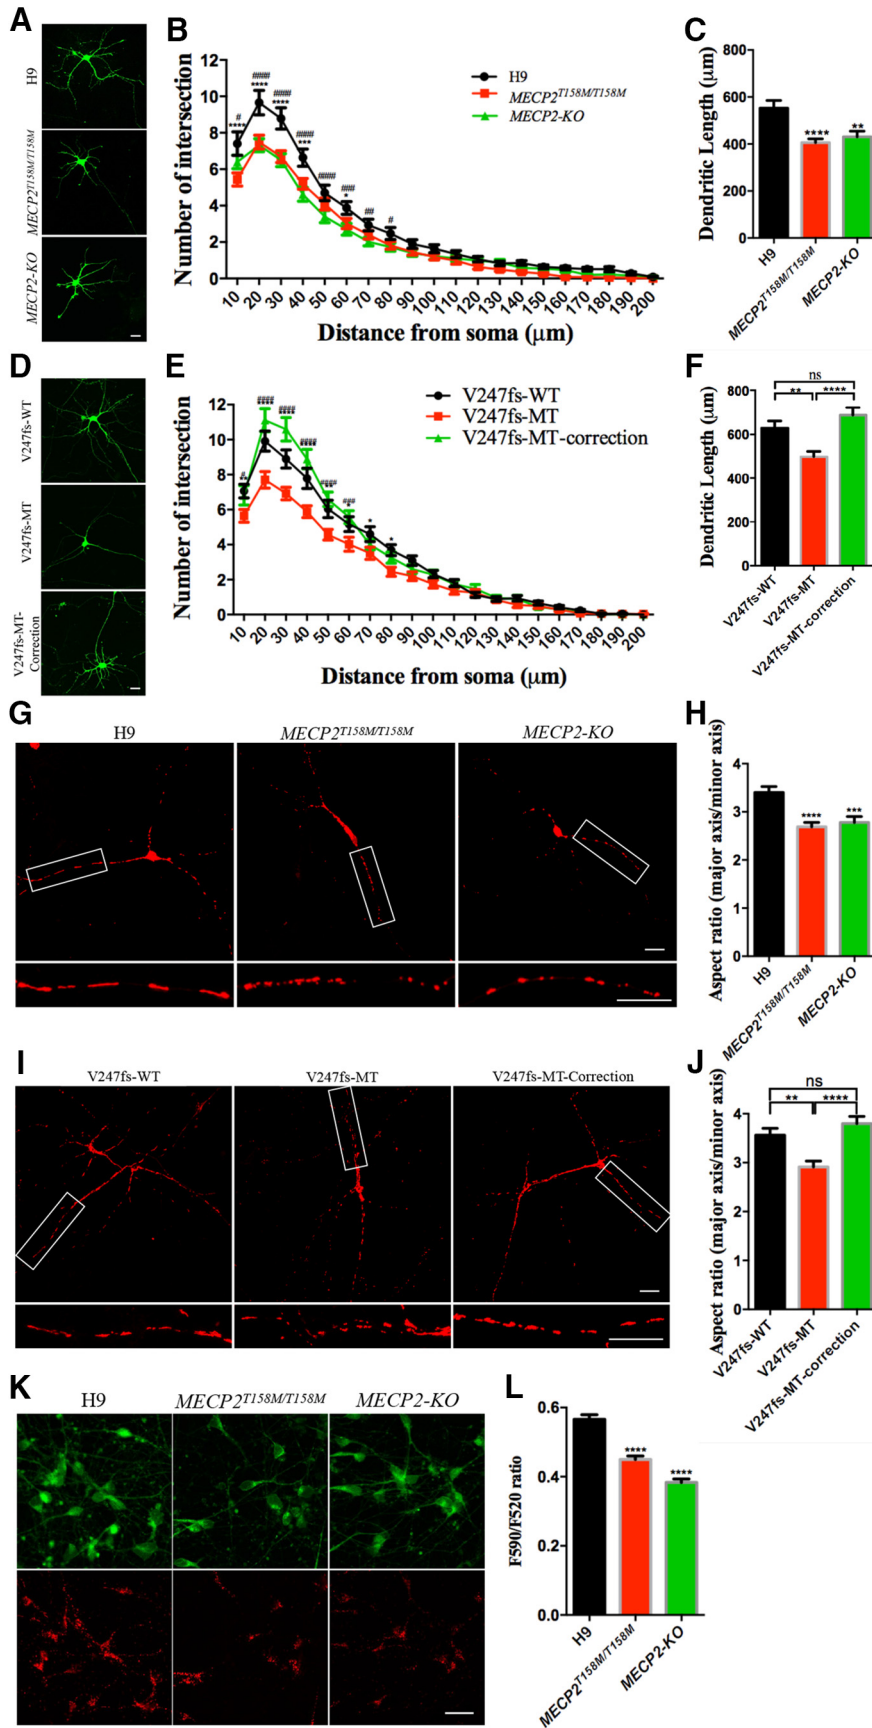 A
H9
MECP2T158M/T158M
MECP2-KO
B
Number of intersection
12
10
8
6
4
2
0
# **** #### **** #### **** #### *** #### ### * ## #
H9
MECP2T158M/T158M
MECP2-KO
10 20 30 40 50 60 70 80 90 100 110 120 130 140 150 160 170 180 190 200
Distance from soma (μm)
C
Dendritic Length (μm)
800
600
400
200
0
**** **
H9 MECP2T158M/T158M MECP2-KO
D
V247fs-WT
V247fs-MT
V247fs-MT-
Correction
E
Number of intersection
12
10
8
6
4
2
0
V247fs-WT
V247fs-MT
V247fs-MT-correction
10 20 30 40 50 60 70 80 90 100 110 120 130 140 150 160 170 180 190 200
Distance from soma (μm)
F
Dendritic Length (μm)
800
600
400
200
0
ns
** ****
V247fs-WT V247fs-MT V247fs-MT-correction
G
H9 MECP2T158M/T158M MECP2-KO
H
Aspect ratio (major axis/minor axis)
4
3
2
1
0
**** ***
H9 MECP2T158M/T158M MECP2-KO
I
V247fs-WT V247fs-MT V247fs-MT-Correction
J
Aspect ratio (major axis/minor axis)
4
3
2
1
0
ns
** ****
V247fs-WT V247fs-MT V247fs-MT-correction
K
H9 MECP2T158M/T158M MECP2-KO
L
F590/F520 ratio
0.6
0.4
0.2
0.0
**** ****
H9 MECP2T158M/T158M MECP2-KO